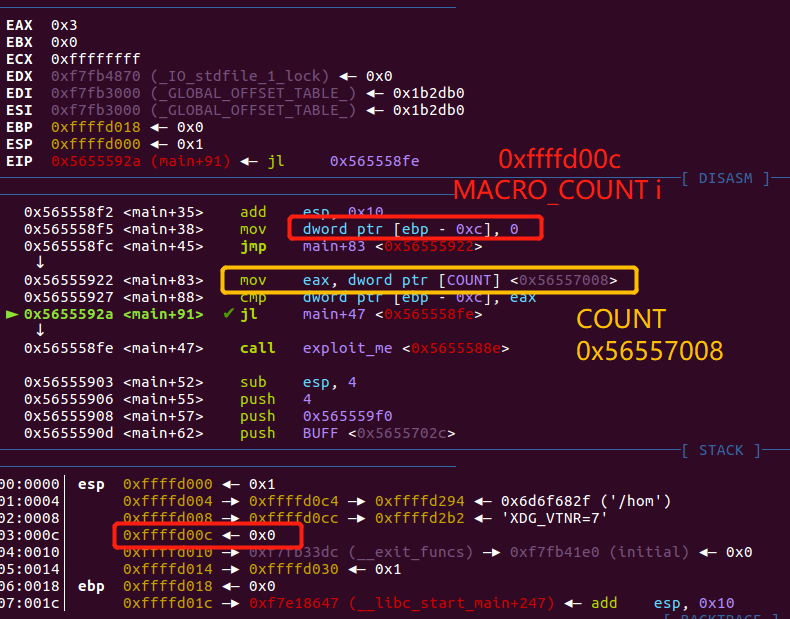 EAX  0x3
EBX  0x0
ECX  0xffffffff
EDX  0xf7fb4870 (_IO_stdfile_1_lock) ◂— 0x0
EDI  0xf7fb3000 (_GLOBAL_OFFSET_TABLE_) ◂— 0x1b2db0
ESI  0xf7fb3000 (_GLOBAL_OFFSET_TABLE_) ◂— 0x1b2db0
EBP  0xffffd018 ◂— 0x0
ESP  0xffffd000 ◂— 0x1
EIP  0x5655592a (main+91) ◂— jl     0x565558fe
0xffffd00c
MACRO_COUNT i
[ DISASM ]
0x565558f2 <main+35>    add    esp, 0x10
0x565558f5 <main+38>    mov    dword ptr [ebp - 0xc], 0
0x565558fc <main+45>    jmp    main+83 <0x56555922>
↓
0x56555922 <main+83>    mov    eax, dword ptr [COUNT] <0x56557008>
0x56555927 <main+88>    cmp    dword ptr [ebp - 0xc], eax
► 0x5655592a <main+91>  ✔ jl     main+47 <0x565558fe>
COUNT
0x56557008
↓
0x565558fe <main+47>    call   exploit_me <0x5655588e>
0x56555903 <main+52>    sub    esp, 4
0x56555906 <main+55>    push   4
0x56555908 <main+57>    push   0x565559f0
0x5655590d <main+62>    push   BUFF <0x5655702c>
[ STACK ]
00:0000│ esp  0xffffd000 ◂— 0x1
01:0004│      0xffffd004 —▸ 0xffffd0c4 —▸ 0xffffd294 ◂— 0x6d6f682f ('/hom')
02:0008│      0xffffd008 —▸ 0xffffd0cc —▸ 0xffffd2b2 ◂— 'XDG_VTNR=7'
03:000c│      0xffffd00c ◂— 0x0
04:0010│      0xffffd010 —▸ 0xf7fb33dc (__exit_funcs) —▸ 0xf7fb41e0 (initial) ◂— 0x0
05:0014│      0xffffd014 —▸ 0xffffd030 ◂— 0x1
06:0018│ ebp  0xffffd018 ◂— 0x0
07:001c│      0xffffd01c —▸ 0xf7e18647 (__libc_start_main+247) ◂— add    esp, 0x10
[ BACKTRACE ]